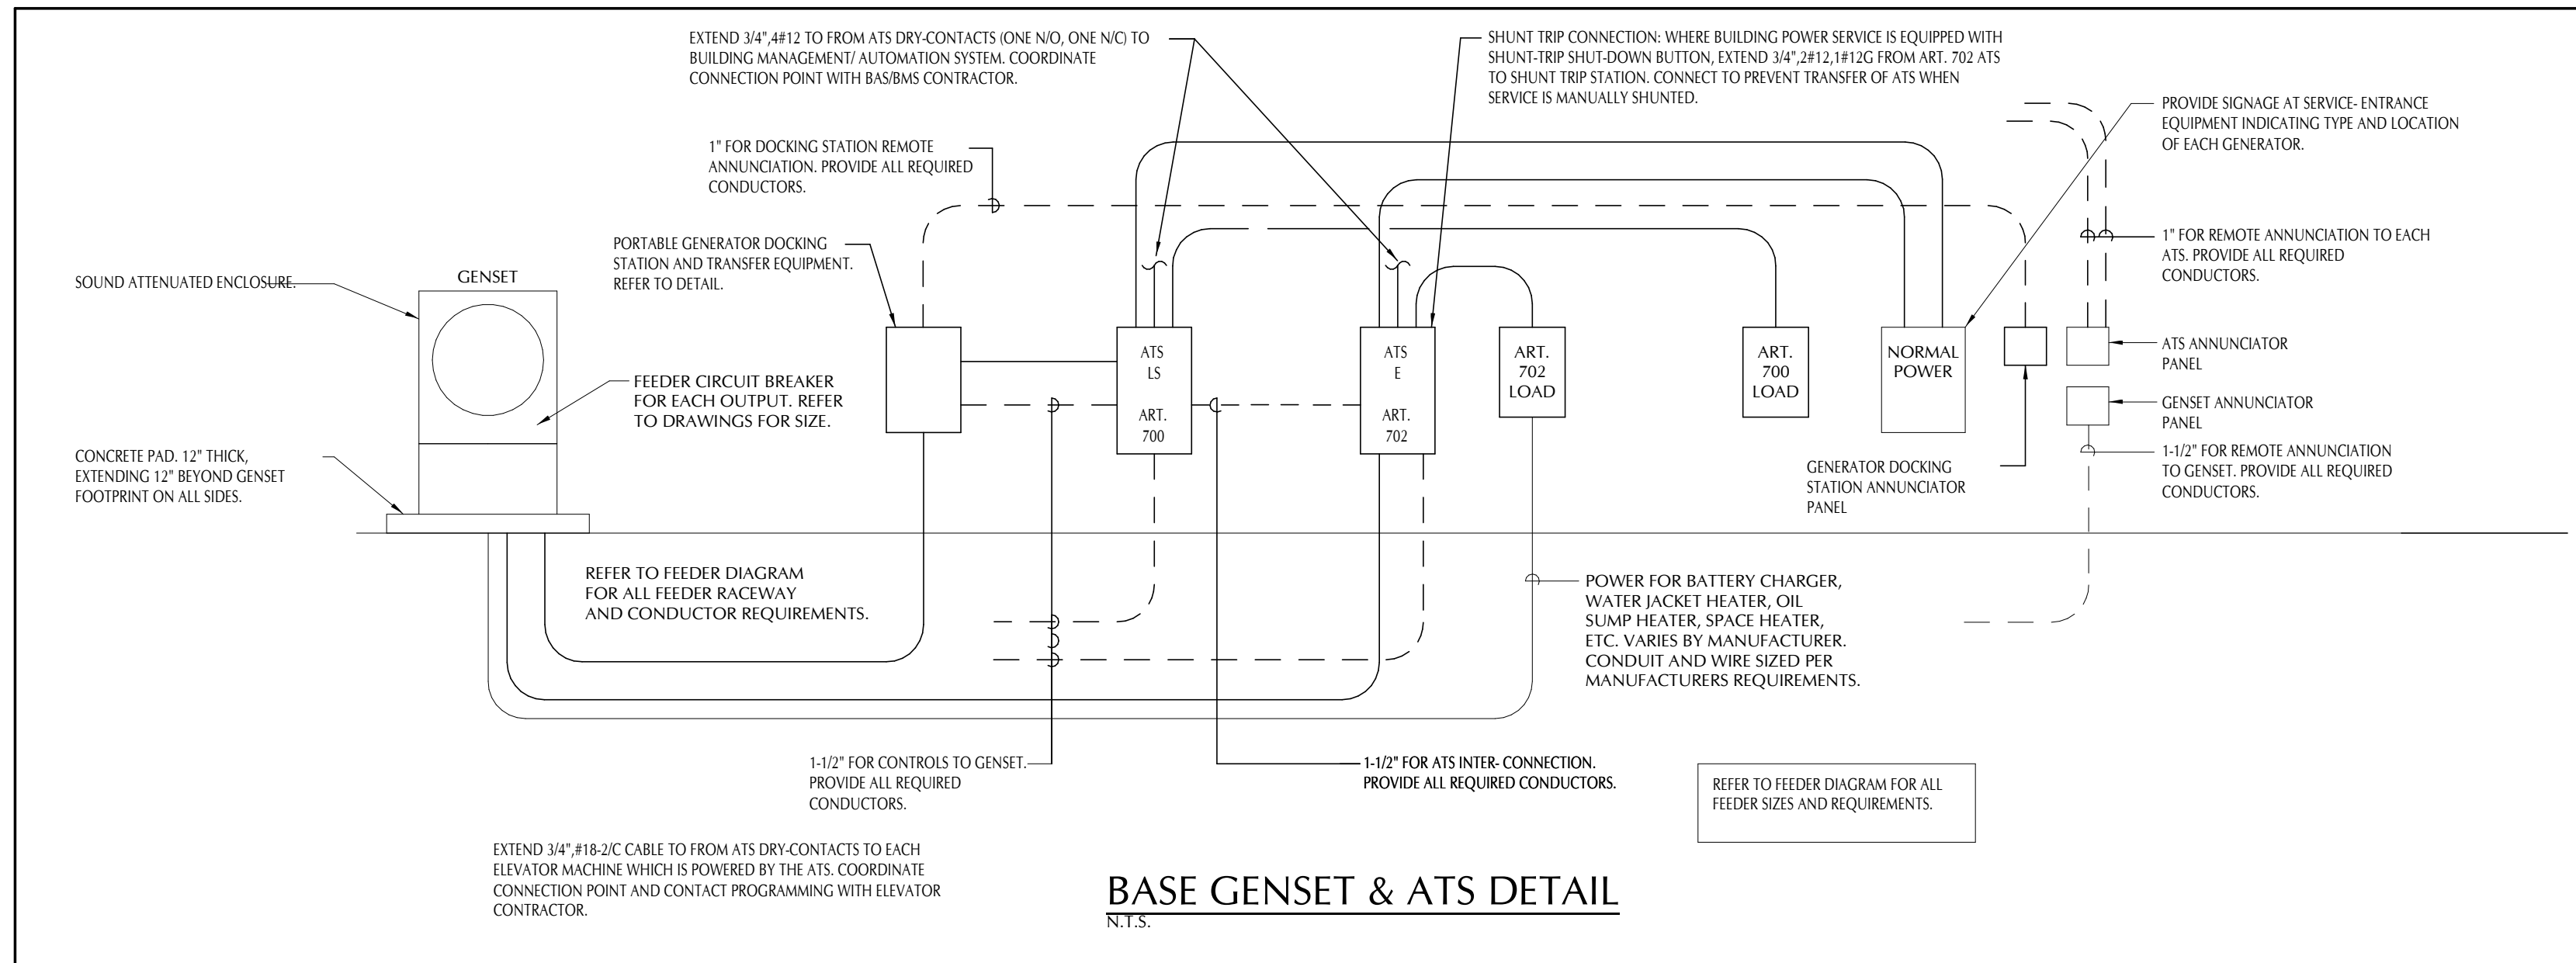 EXTEND 3/4",4#12 TO FROM ATS DRY-CONTACTS (ONE N/O, ONE N/C) TO
BUILDING MANAGEMENT/ AUTOMATION SYSTEM. COORDINATE
CONNECTION POINT WITH BAS/BMS CONTRACTOR.
SHUNT TRIP CONNECTION: WHERE BUILDING POWER SERVICE IS EQUIPPED WITH
SHUNT-TRIP SHUT-DOWN BUTTON, EXTEND 3/4",2#12,1#12G FROM ART. 702 ATS
TO SHUNT TRIP STATION. CONNECT TO PREVENT TRANSFER OF ATS WHEN
SERVICE IS MANUALLY SHUNTED.
PROVIDE SIGNAGE AT SERVICE- ENTRANCE
EQUIPMENT INDICATING TYPE AND LOCATION
OF EACH GENERATOR.
1" FOR DOCKING STATION REMOTE
ANNUNCIATION. PROVIDE ALL REQUIRED
CONDUCTORS.
PORTABLE GENERATOR DOCKING
STATION AND TRANSFER EQUIPMENT.
REFER TO DETAIL.
1" FOR REMOTE ANNUNCIATION TO EACH
ATS. PROVIDE ALL REQUIRED
CONDUCTORS.
SOUND ATTENUATED ENCLOSURE.
GENSET
FEEDER CIRCUIT BREAKER
FOR EACH OUTPUT. REFER
TO DRAWINGS FOR SIZE.
ATS
LS
ART.
700
ATS
E
ART.
702
ART.
702
LOAD
ART.
700
LOAD
NORMAL
POWER
ATS ANNUNCIATOR
PANEL
GENSET ANNUNCIATOR
PANEL
1-1/2" FOR REMOTE ANNUNCIATION
TO GENSET. PROVIDE ALL REQUIRED
CONDUCTORS.
GENERATOR DOCKING
STATION ANNUNCIATOR
PANEL
CONCRETE PAD. 12" THICK,
EXTENDING 12" BEYOND GENSET
FOOTPRINT ON ALL SIDES.
REFER TO FEEDER DIAGRAM
FOR ALL FEEDER RACEWAY
AND CONDUCTOR REQUIREMENTS.
POWER FOR BATTERY CHARGER,
WATER JACKET HEATER, OIL
SUMP HEATER, SPACE HEATER,
ETC. VARIES BY MANUFACTURER.
CONDUIT AND WIRE SIZED PER
MANUFACTURERS REQUIREMENTS.
1-1/2" FOR CONTROLS TO GENSET.
PROVIDE ALL REQUIRED
CONDUCTORS.
1-1/2" FOR ATS INTER- CONNECTION.
PROVIDE ALL REQUIRED CONDUCTORS.
REFER TO FEEDER DIAGRAM FOR ALL
FEEDER SIZES AND REQUIREMENTS.
EXTEND 3/4",#18-2/C CABLE TO FROM ATS DRY-CONTACTS TO EACH
ELEVATOR MACHINE WHICH IS POWERED BY THE ATS. COORDINATE
CONNECTION POINT AND CONTACT PROGRAMMING WITH ELEVATOR
CONTRACTOR.
BASE GENSET & ATS DETAIL
N.T.S.